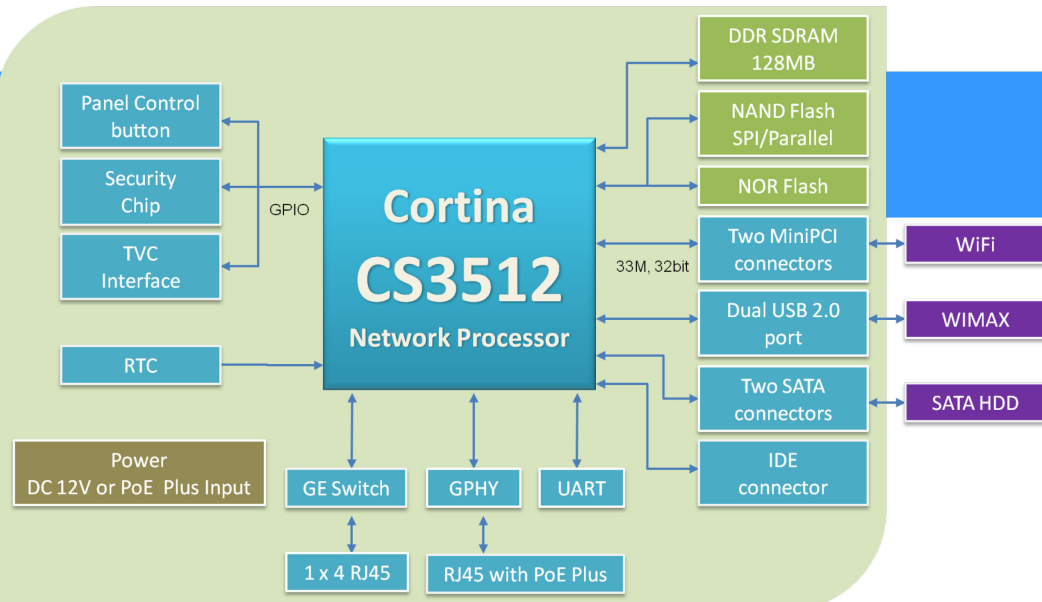 DDR SDRAM
128MB
Panel Control
button
NAND Flash
SPI/Parallel
Security
Chip
GPIO
NOR Flash
TVC
Interface
Cortina
CS3512
Network Processor
33M, 32bit
Two MiniPCI
connectors
WiFi
Dual USB 2.0
port
WIMAX
RTC
Two SATA
connectors
SATA HDD
Power
DC 12V or PoE Plus Input
IDE
connector
GE Switch
GPHY
UART
1 x 4 RJ45
RJ45 with PoE Plus